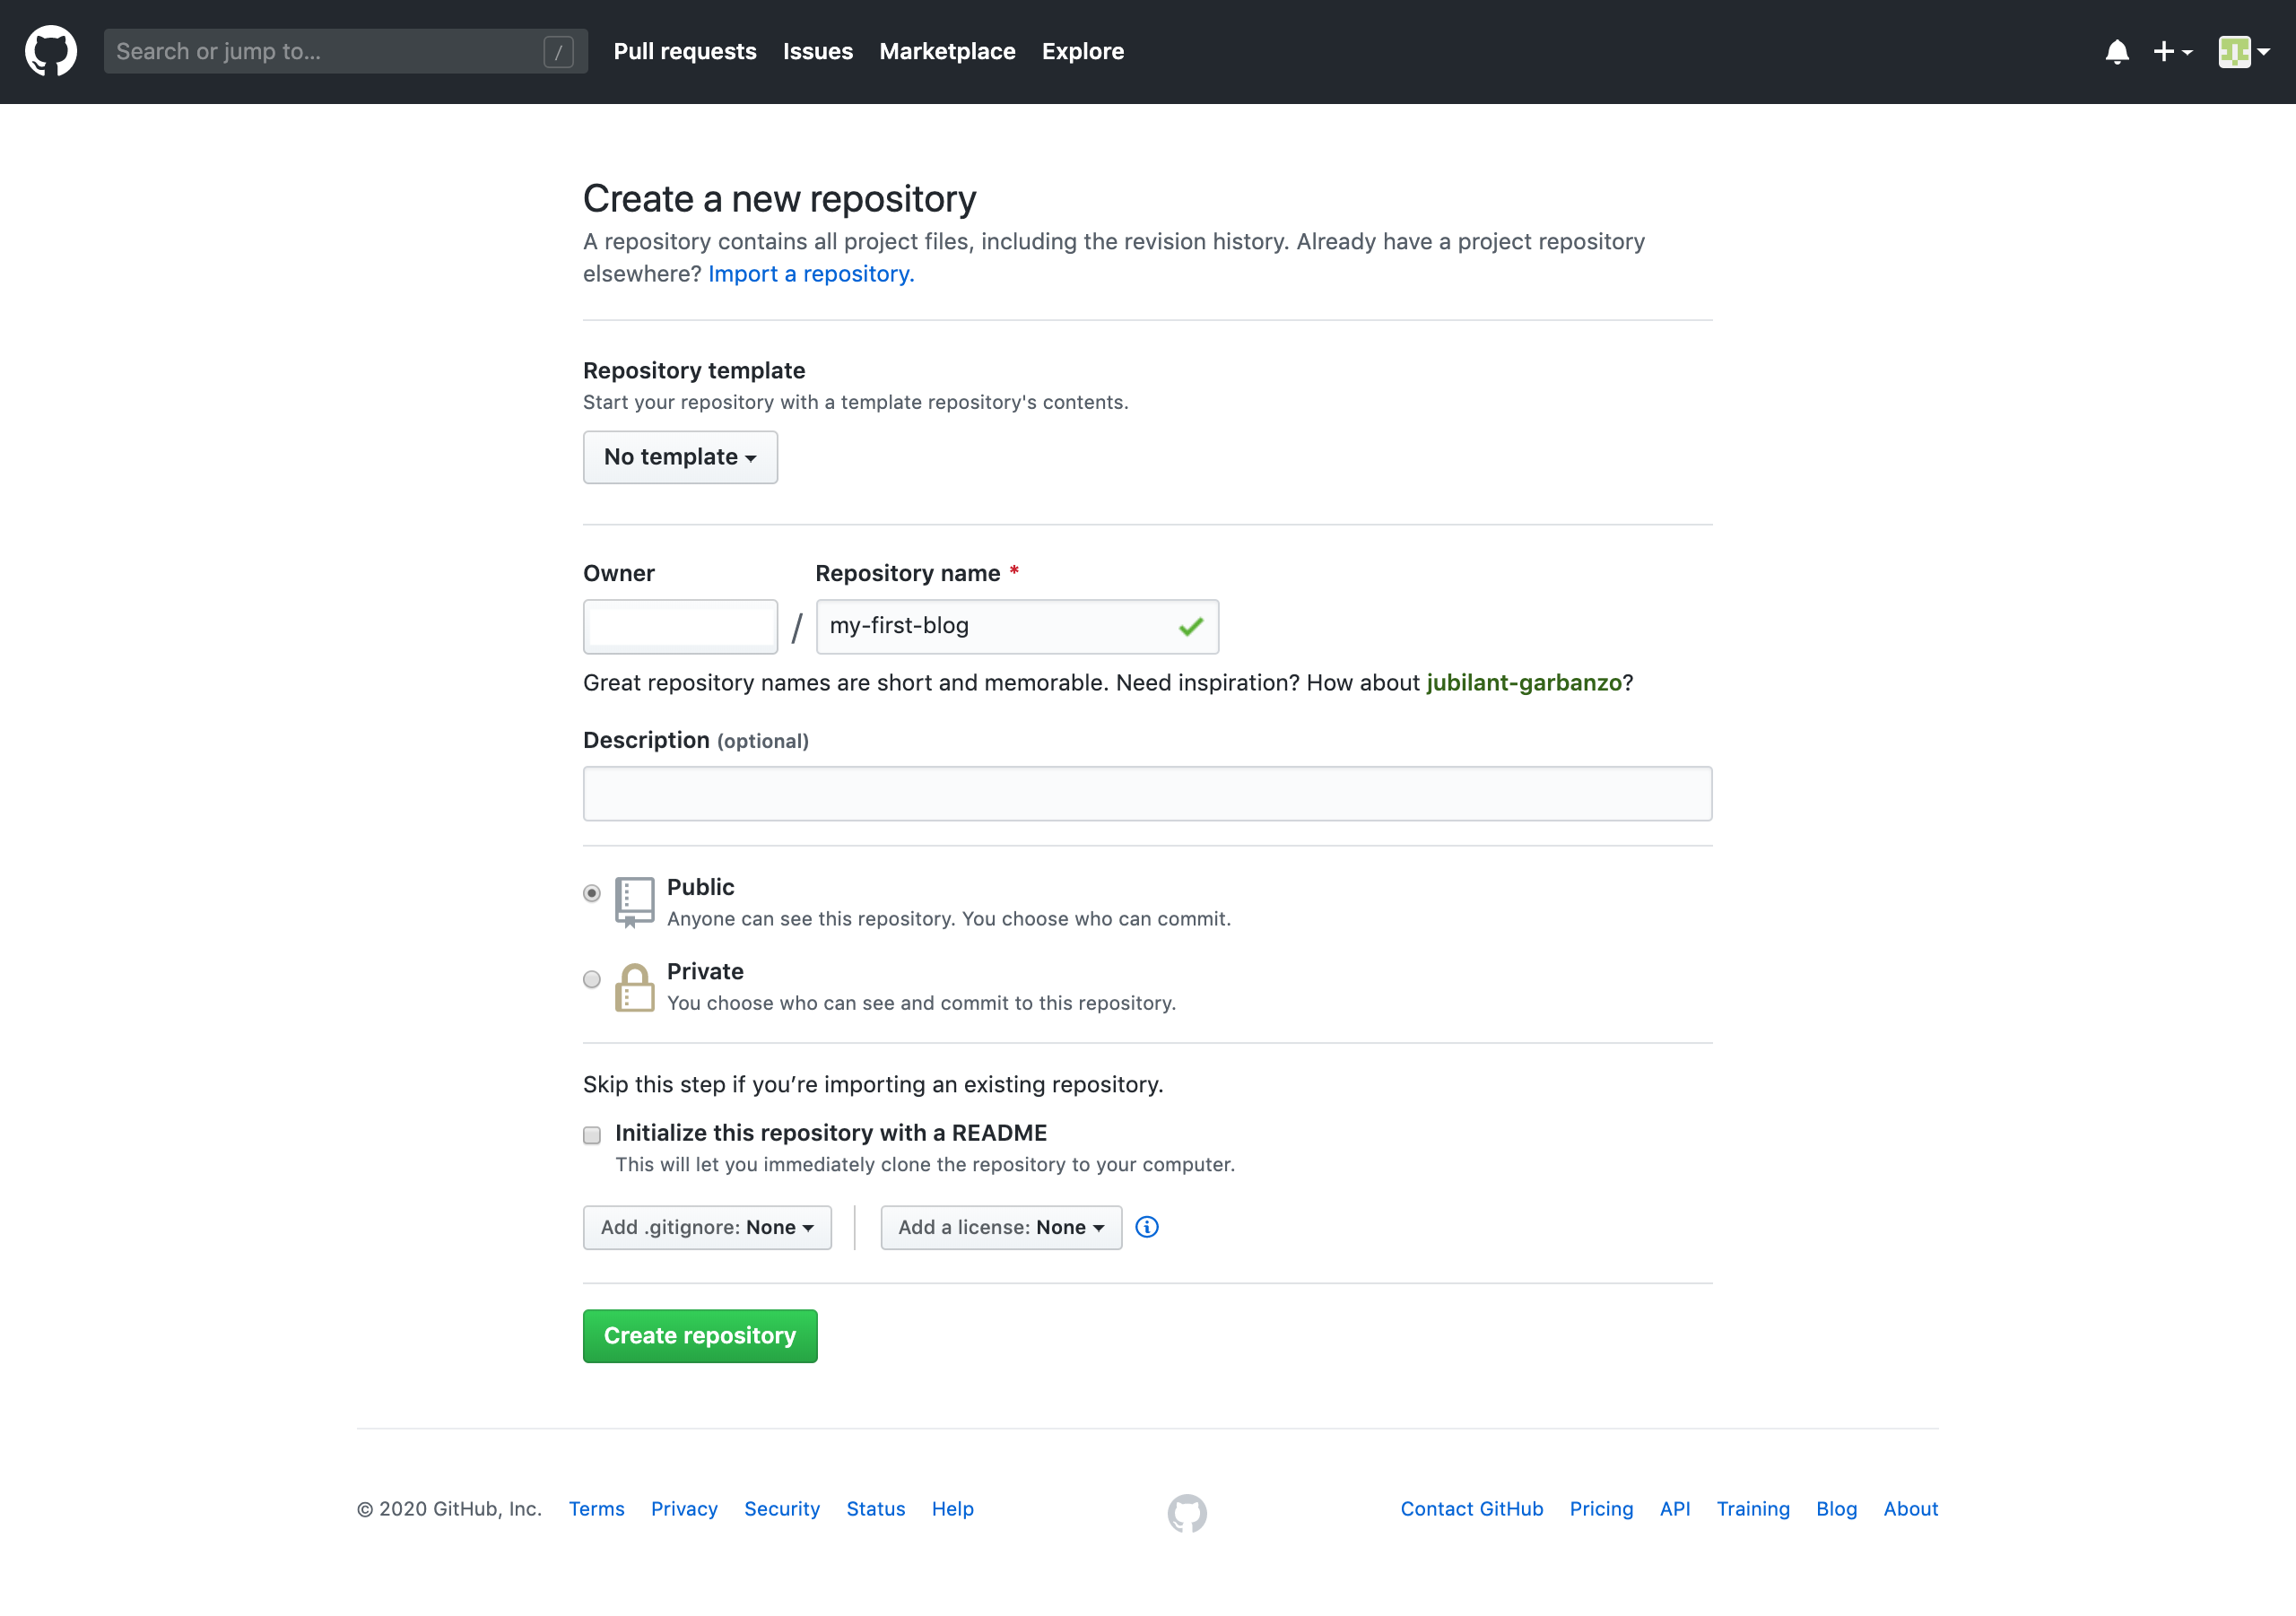 Search or jump to... / Pull requests Issues Marketplace Explore
Create a new repository
A repository contains all project files, including the revision history. Already have a project repository
elsewhere? Import a repository.
Repository template
Start your repository with a template repository's contents.
No template
Owner Repository name *
/ my-first-blog
Great repository names are short and memorable. Need inspiration? How about jubilant-garbanzo?
Description (optional)
Public
Anyone can see this repository. You choose who can commit.
Private
You choose who can see and commit to this repository.
Skip this step if you’re importing an existing repository.
Initialize this repository with a README
This will let you immediately clone the repository to your computer.
Add .gitignore: None Add a license: None
Create repository
© 2020 GitHub, Inc. Terms Privacy Security Status Help Contact GitHub Pricing API Training Blog About